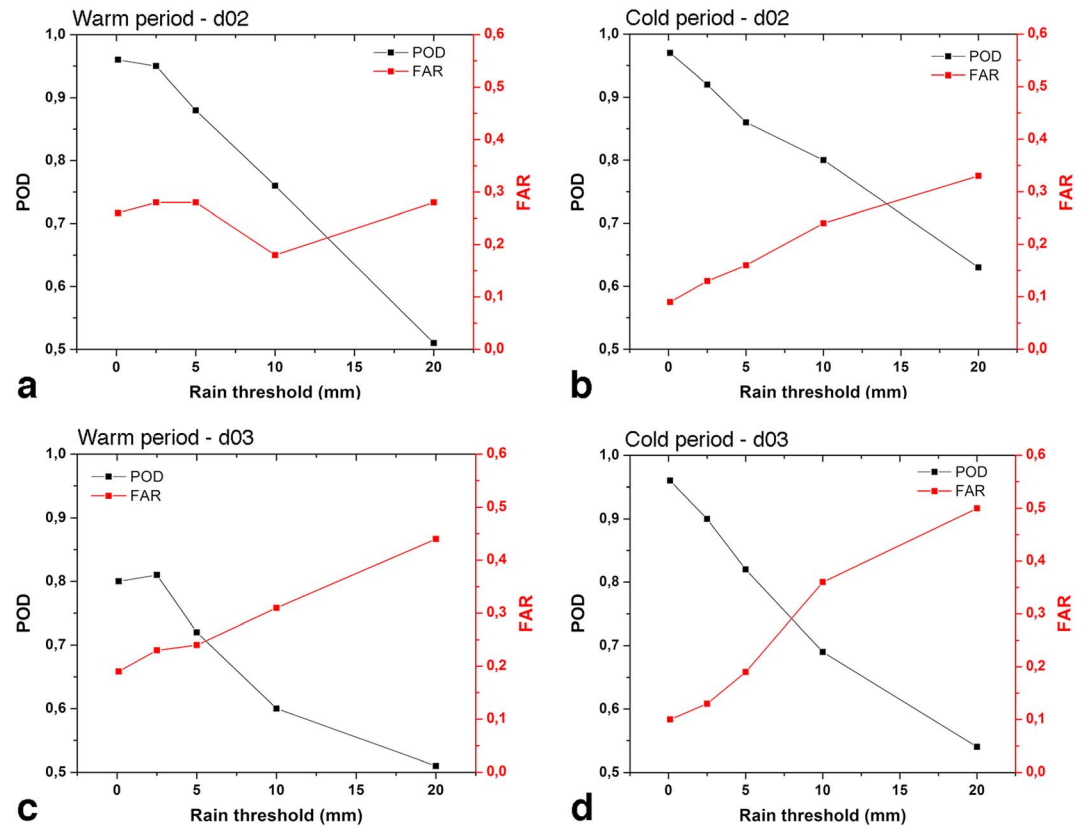 Warm period - d02
1,0
0,9
0,8
0,7
0,6
0,5
POD
POD
FAR
0,6
0,5
0,4
0,3
0,2
0,1
0,0
FAR
0 5 10 15 20
Rain threshold (mm)
a
Cold period - d02
1,0
0,9
0,8
0,7
0,6
0,5
POD
POD
FAR
0,6
0,5
0,4
0,3
0,2
0,1
0,0
FAR
0 5 10 15 20
Rain threshold (mm)
b
Warm period - d03
1,0
0,9
0,8
0,7
0,6
0,5
POD
POD
FAR
0,6
0,5
0,4
0,3
0,2
0,1
0,0
FAR
0 5 10 15 20
Rain threshold (mm)
c
Cold period - d03
1,0
0,9
0,8
0,7
0,6
0,5
POD
POD
FAR
0,6
0,5
0,4
0,3
0,2
0,1
0,0
FAR
0 5 10 15 20
Rain threshold (mm)
d